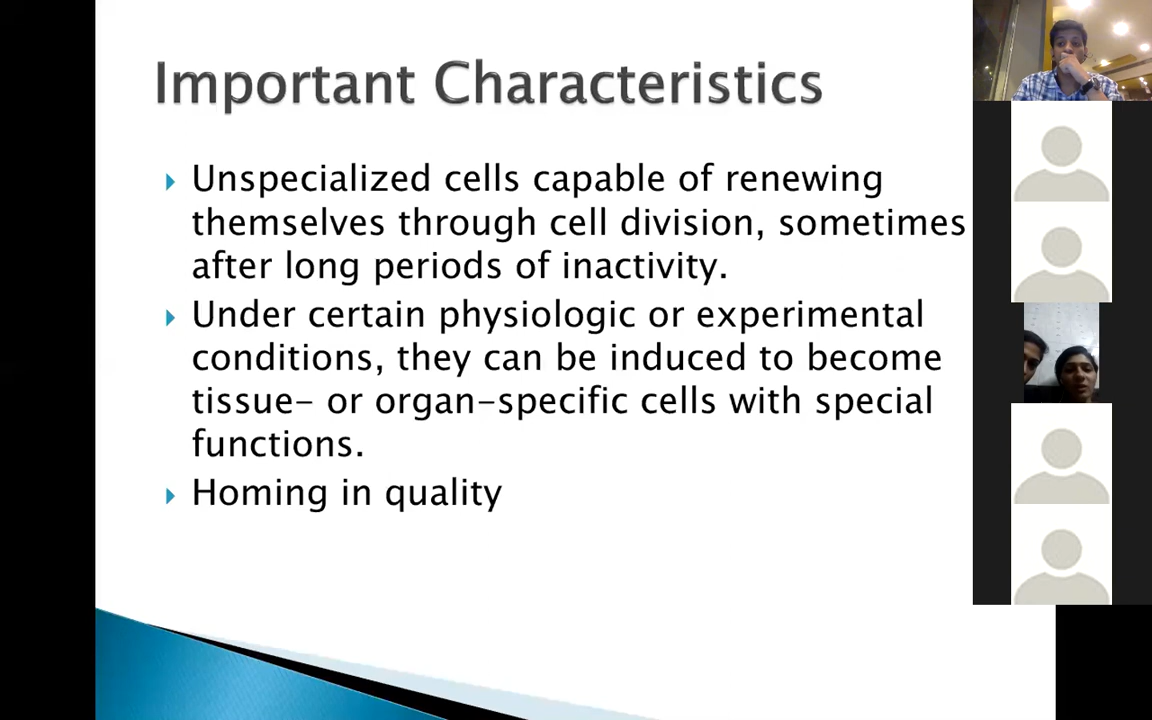 Important Characteristics
Unspecialized cells capable of renewing
themselves through cell division, sometimes
after long periods of inactivity.
Under certain physiologic or experimental
conditions, they can be induced to become
tissue- or organ-specific cells with special
functions.
Homing in quality